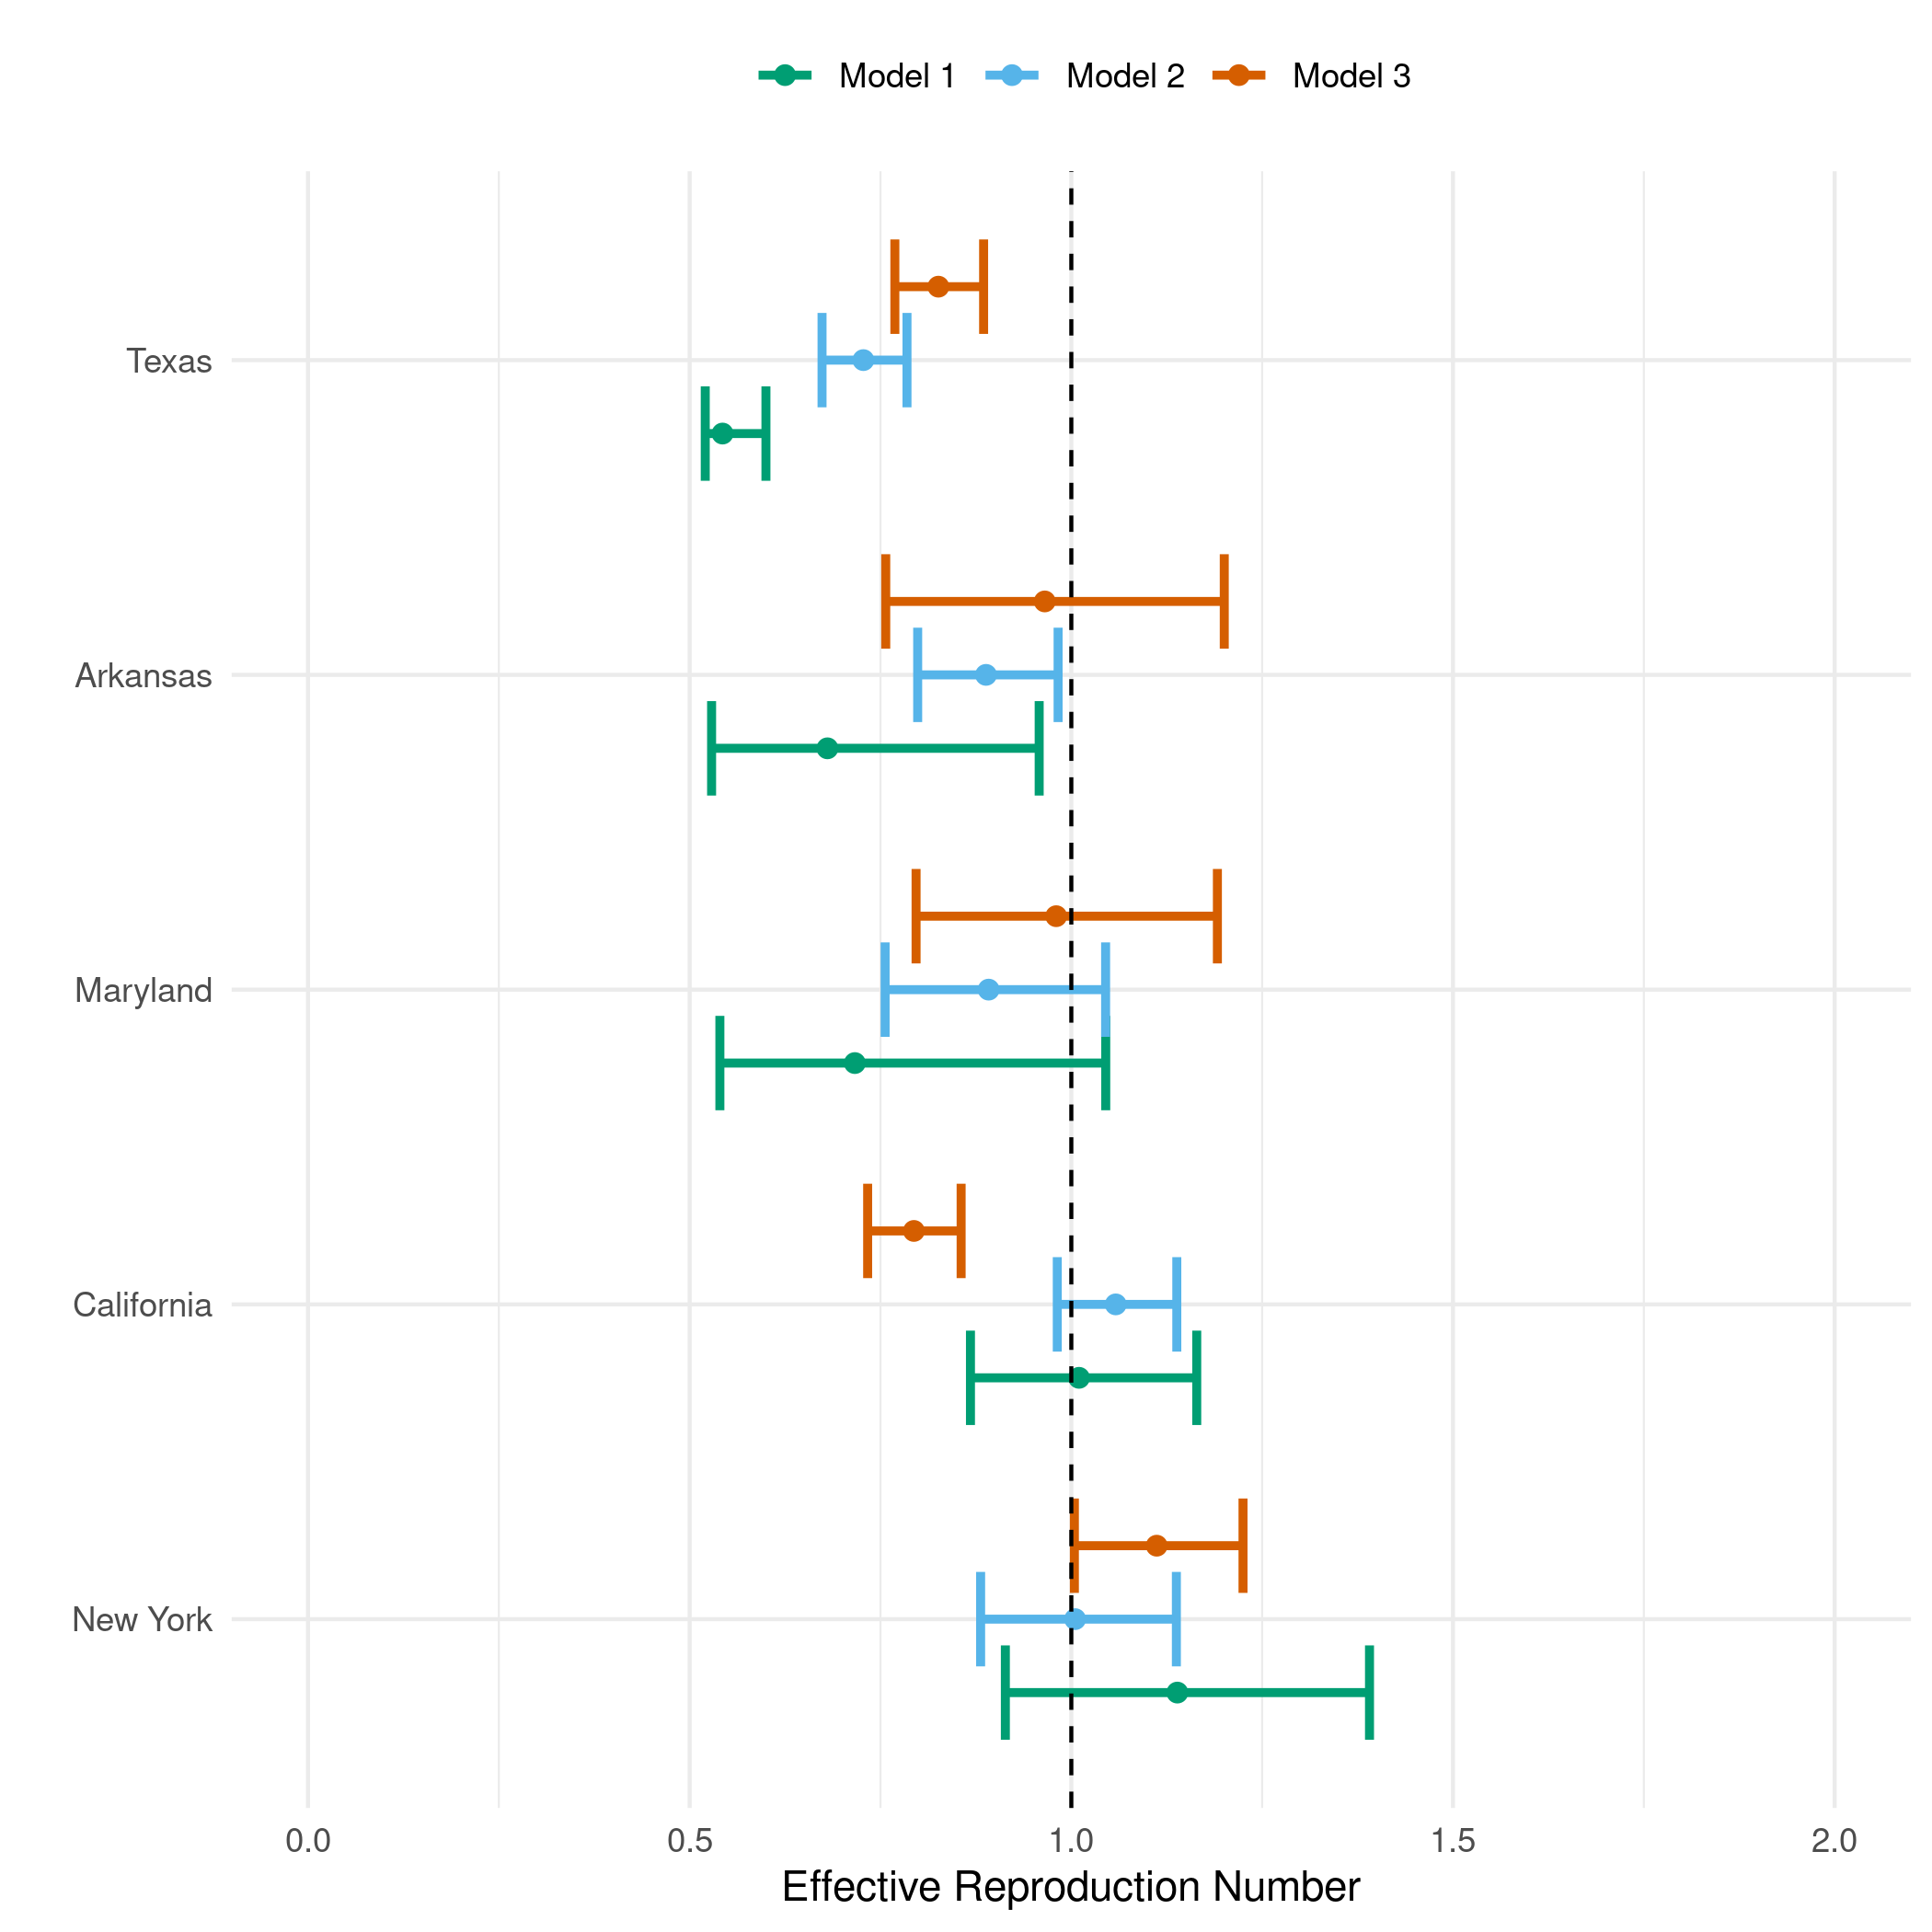 Model 1 Model 2 Model 3
Texas
Arkansas
Maryland
California
New York
0.0 0.5 1.0 1.5 2.0
Effective Reproduction Number